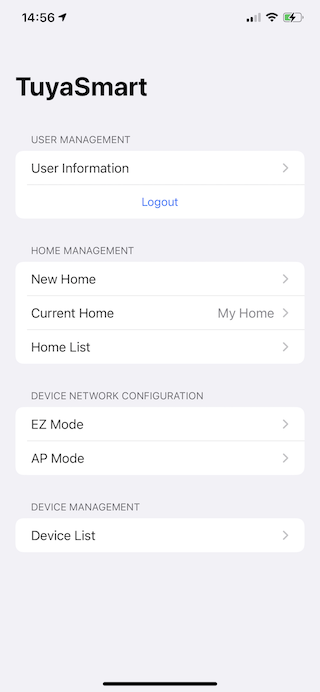 14:56
TuyaSmart
USER MANAGEMENT
User Information
Logout
HOME MANAGEMENT
New Home
Current Home My Home
Home List
DEVICE NETWORK CONFIGURATION
EZ Mode
AP Mode
DEVICE MANAGEMENT
Device List